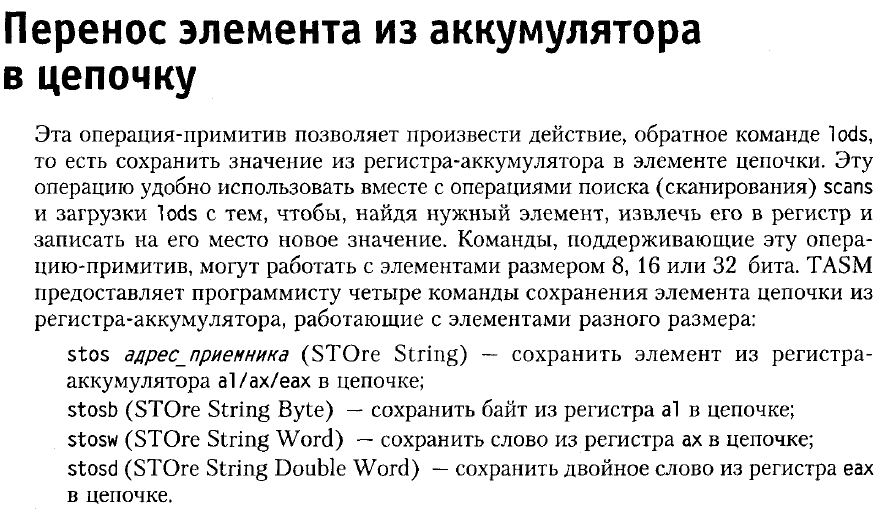 Перенос элемента из аккумулятора
в цепочку
Эта операция-примитив позволяет произвести действие, обратное команде lods,
то есть сохранить значение из регистра-аккумулятора в элементе цепочки. Эту
операцию удобно использовать вместе с операциями поиска (сканирования) scans
и загрузки lods с тем, чтобы, найдя нужный элемент, извлечь его в регистр и
записать на его место новое значение. Команды, поддерживающие эту опера-
цию-примитив, могут работать с элементами размером 8, 16 или 32 бита. TASM
предоставляет программисту четыре команды сохранения элемента цепочки из
регистра-аккумулятора, работающие с элементами разного размера:
stos адрес_приемника (STOre String) — сохранить элемент из регистра-
аккумулятора al/ax/eax в цепочке;
stosb (STOre String Byte) — сохранить байт из регистра al в цепочке;
stosw (STOre String Word) — сохранить слово из регистра ax в цепочке;
stosd (STOre String Double Word) — сохранить двойное слово из регистра eax
в цепочке.